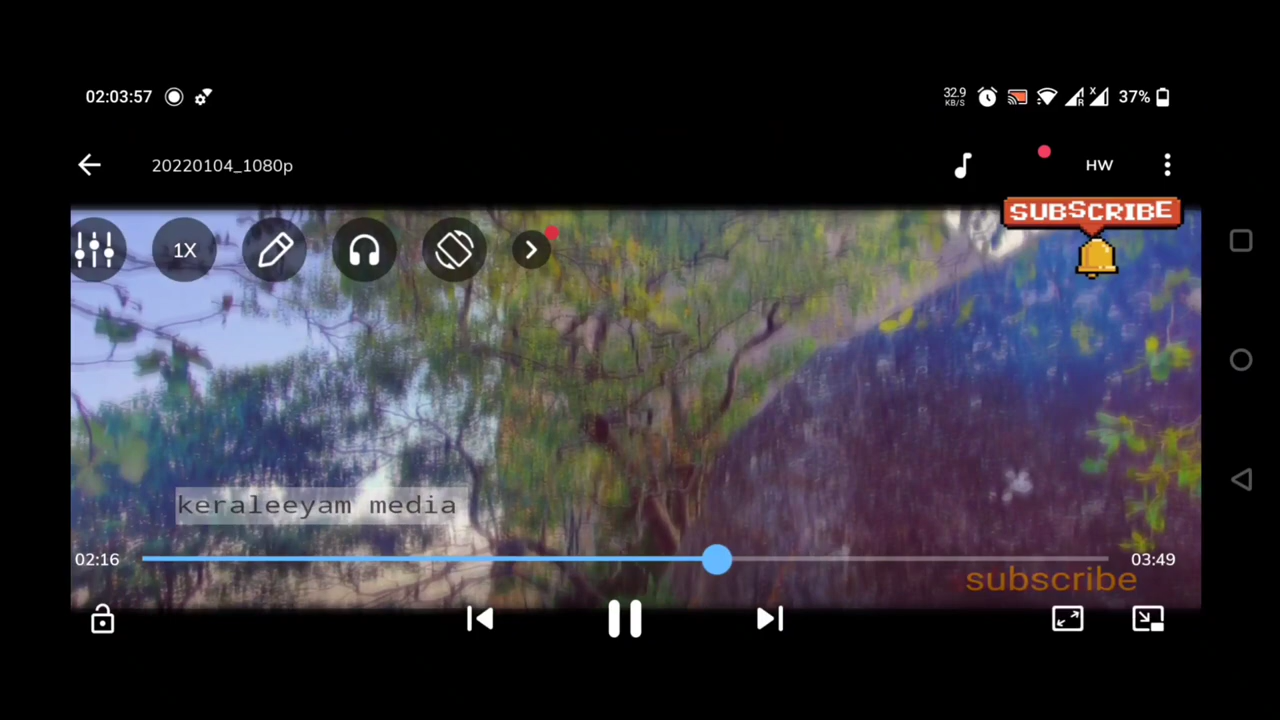 02:03:57
32.9
KB/S
R
X
37%
20220104_1080p
HW
SUBSCRIBE
1X
keraleeyam media
02:16
03:49
subscribe